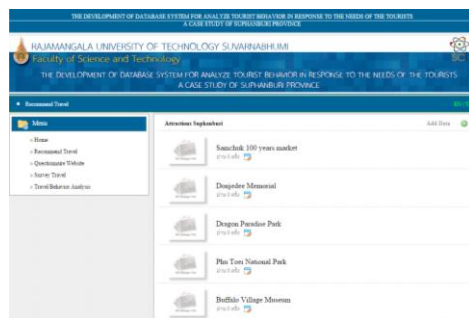 THE DEVELOPMENT OF DATABASE SYSTEM FOR ANALYZE TOURIST BEHAVIOR IN RESPONSE TO THE NEEDS OF THE TOURISTS
A CASE STUDY OF SUPHANBURI PROVINCE
RAJAMANGALA UNIVERSITY OF TECHNOLOGY SUVARNABHUMI
Faculty of Science and Technology
SC
THE DEVELOPMENT OF DATABASE SYSTEM FOR ANALYZE TOURIST BEHAVIOR IN RESPONSE TO THE NEEDS OF THE TOURISTS
A CASE STUDY OF SUPHANBURI PROVINCE
Recommend Travel
Menu
» Home
» Recommend Travel
» Questionnaire Website
» Survey Travel
» Travel Behavior Analysis
Attractions Suphanburi
Add Data
Samchok 100 years market
Donjedee Memorial
Dragon Paradise Park
Phu Toei National Park
Buffalo Village Museum